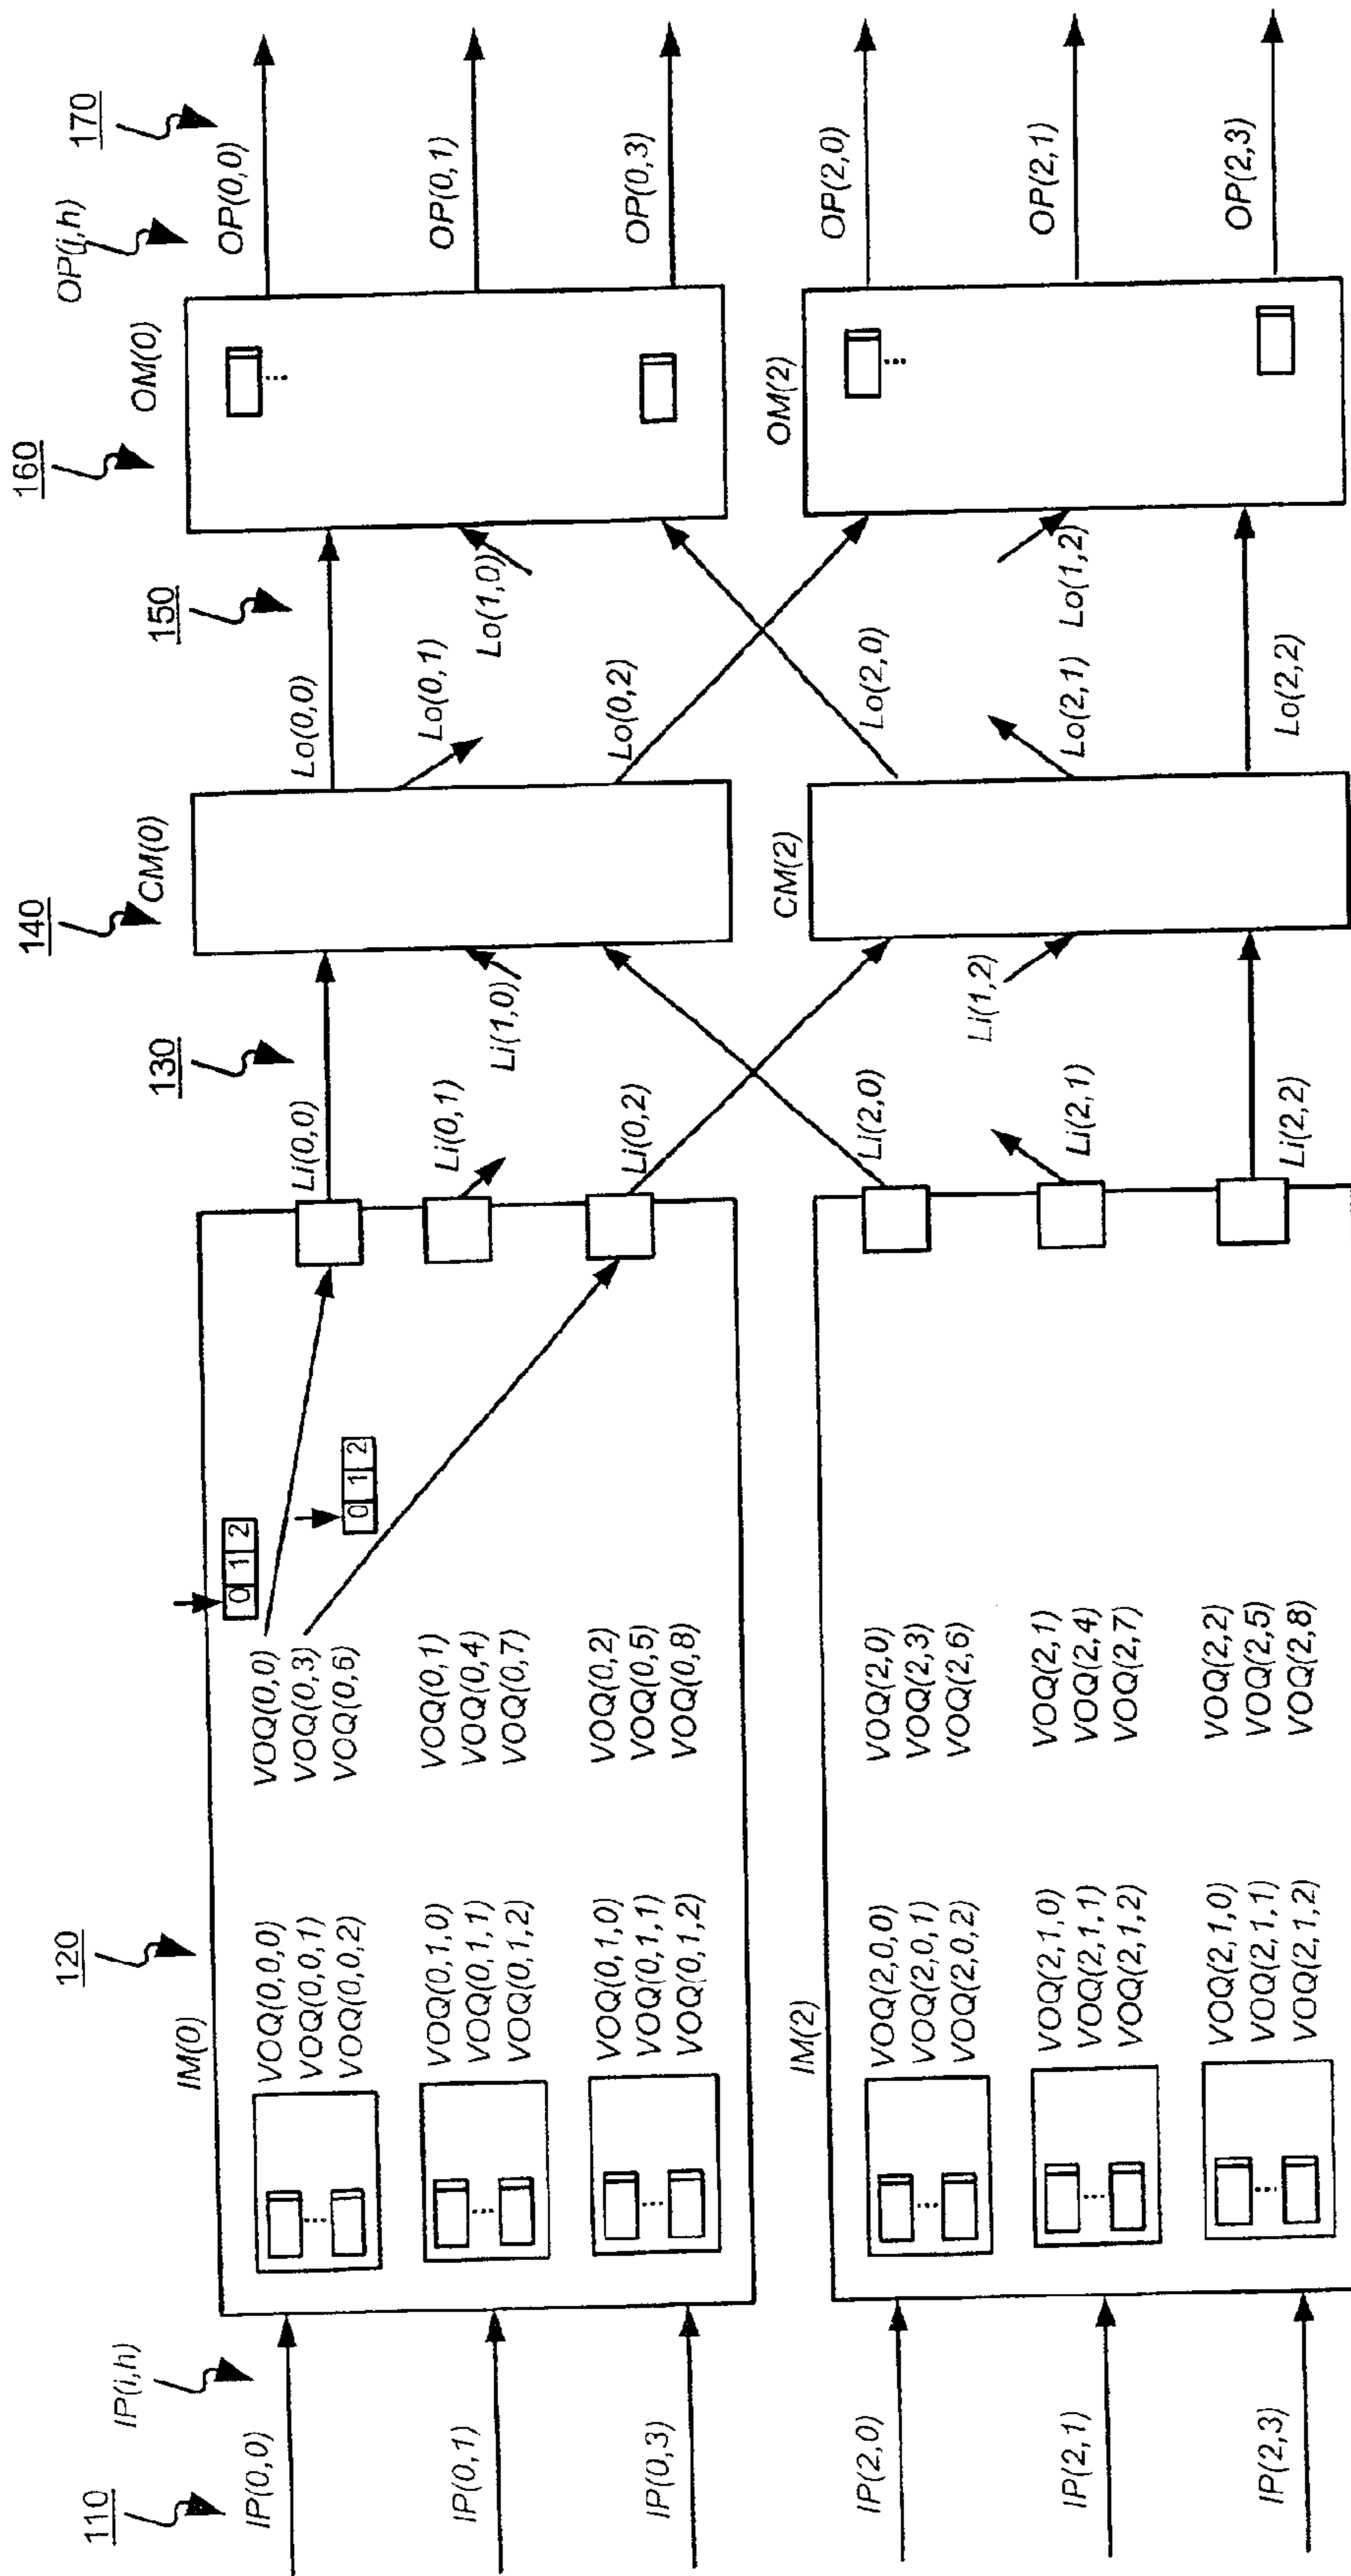 110
IP(i,h)
IP(0,0)
IP(0,1)
IP(0,3)
IP(2,0)
IP(2,1)
IP(2,3)
120
IM(0)
VOQ(0,0,0)
VOQ(0,0,1)
VOQ(0,0,2)
VOQ(0,1,0)
VOQ(0,1,1)
VOQ(0,1,2)
VOQ(0,1,0)
VOQ(0,1,1)
VOQ(0,1,2)
VOQ(0,0)
VOQ(0,3)
VOQ(0,6)
VOQ(0,1)
VOQ(0,4)
VOQ(0,7)
VOQ(0,2)
VOQ(0,5)
VOQ(0,8)
0 1 2
0 1 2
IM(2)
VOQ(2,0,0)
VOQ(2,0,1)
VOQ(2,0,2)
VOQ(2,1,0)
VOQ(2,1,1)
VOQ(2,1,2)
VOQ(2,1,0)
VOQ(2,1,1)
VOQ(2,1,2)
VOQ(2,0)
VOQ(2,3)
VOQ(2,6)
VOQ(2,1)
VOQ(2,4)
VOQ(2,7)
VOQ(2,2)
VOQ(2,5)
VOQ(2,8)
130
Li(0,0)
Li(0,1)
Li(1,0)
Li(0,2)
Li(2,0)
Li(1,2)
Li(2,1)
Li(2,2)
140
CM(0)
CM(2)
150
Lo(0,0)
Lo(0,1)
Lo(1,0)
Lo(0,2)
Lo(2,0)
Lo(2,1)
Lo(1,2)
Lo(2,2)
160
OM(0)
OM(2)
OP(j,h)
170
OP(0,0)
OP(0,1)
OP(0,3)
OP(2,0)
OP(2,1)
OP(2,3)